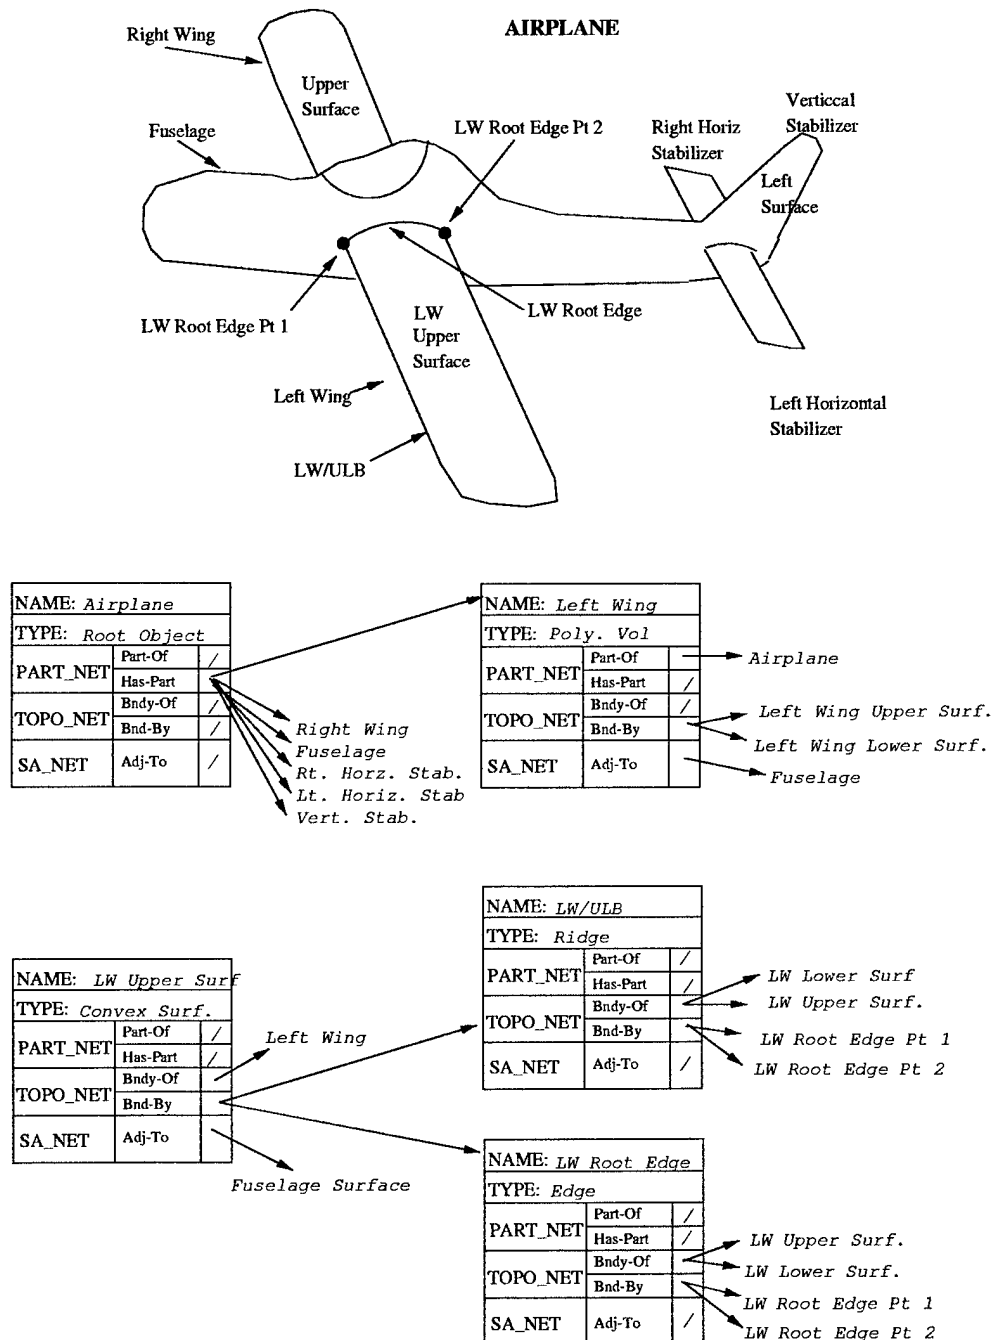 AIRPLANE
Right Wing
Upper
Surface
Fuselage
LW Root Edge Pt 2
Right Horiz
Stabilizer
Verticcal
Stabilizer
Left
Surface
LW Root Edge Pt 1
LW
Upper
Surface
LW Root Edge
Left Wing
LW/ULB
Left Horizontal
Stabilizer
NAME: Airplane
TYPE: Root Object
PART_NET
Part-Of /
Has-Part
TOPO_NET
Bndy-Of /
Bnd-By /
SA_NET
Adj-To /
Right Wing
Fuselage
Rt. Horz. Stab.
Lt. Horiz. Stab
Vert. Stab.
NAME: Left Wing
TYPE: Poly. Vol
PART_NET
Part-Of
Has-Part /
TOPO_NET
Bndy-Of /
Bnd-By
SA_NET
Adj-To
Airplane
Left Wing Upper Surf.
Left Wing Lower Surf.
Fuselage
NAME: LW Upper Surf
TYPE: Convex Surf.
PART_NET
Part-Of /
Has-Part /
TOPO_NET
Bndy-Of
Bnd-By
SA_NET
Adj-To
Left Wing
Fuselage Surface
NAME: LW/ULB
TYPE: Ridge
PART_NET
Part-Of /
Has-Part /
TOPO_NET
Bndy-Of
Bnd-By
SA_NET
Adj-To /
LW Lower Surf
LW Upper Surf.
LW Root Edge Pt 1
LW Root Edge Pt 2
NAME: LW Root Edge
TYPE: Edge
PART_NET
Part-Of /
Has-Part /
TOPO_NET
Bndy-Of
Bnd-By
SA_NET
Adj-To /
LW Upper Surf.
LW Lower Surf.
LW Root Edge Pt 1
LW Root Edge Pt 2